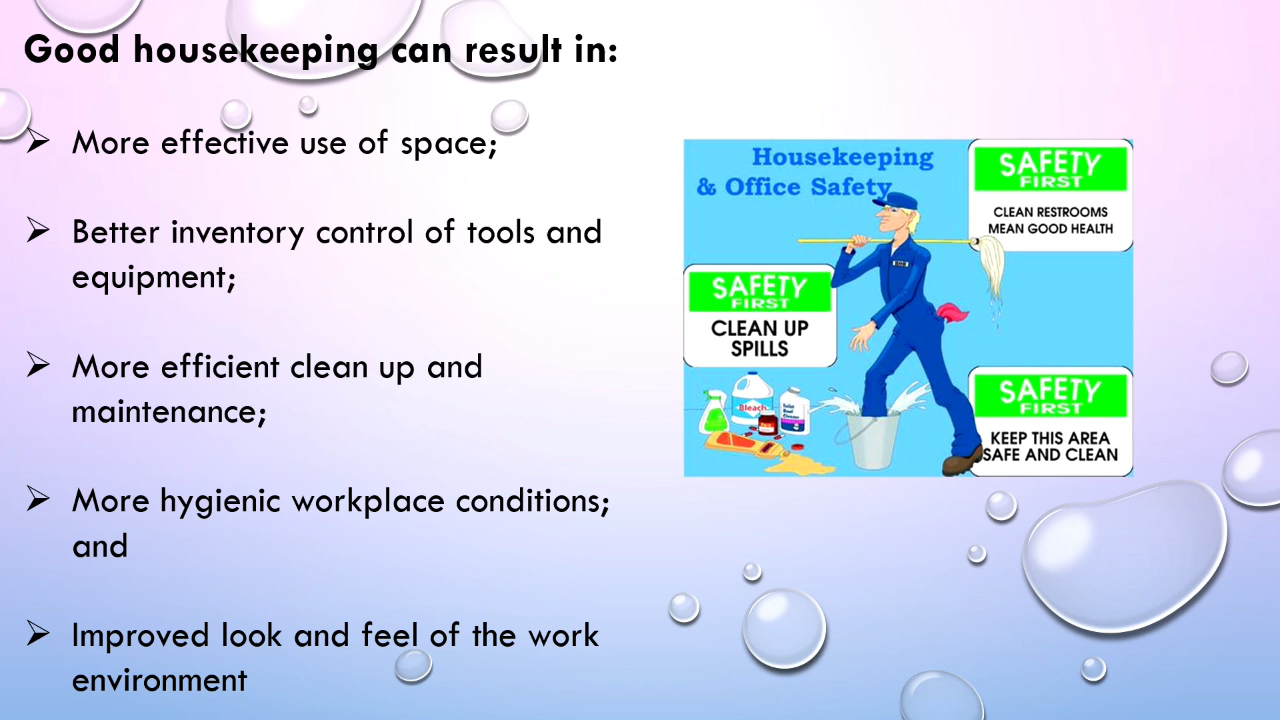 Good housekeeping can result in:
➢ More effective use of space;
➢ Better inventory control of tools and
equipment;
➢ More efficient clean up and
maintenance;
➢ More hygienic workplace conditions;
and
➢ Improved look and feel of the work
environment
Housekeeping
& Office Safety
SAFETY
FIRST
CLEAN RESTROOMS
MEAN GOOD HEALTH
SAFETY
FIRST
CLEAN UP
SPILLS
Bleach
Toilet
Bowl
Cleaner
SAFETY
FIRST
KEEP THIS AREA
SAFE AND CLEAN